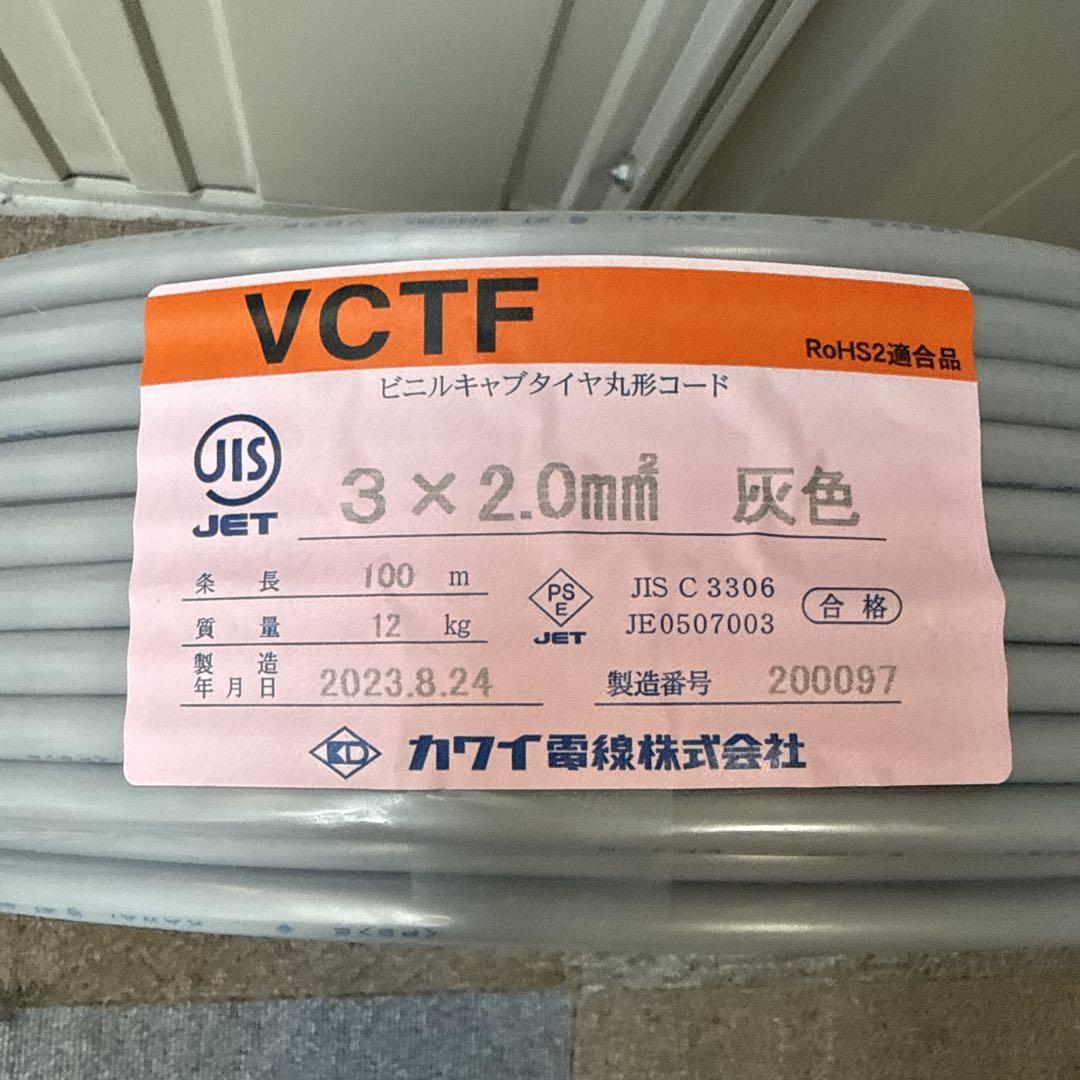 VCTF
RoHS2適合品
ビニルキャブタイヤ丸形コード
JIS
JET
3×2.0mm² 灰色
条長 100 m
質量 12 kg
製造年月日 2023.8.24
PS
E
JET
JIS C 3306
JE0507003
合格
製造番号 200097
KD カワイ電線株式会社